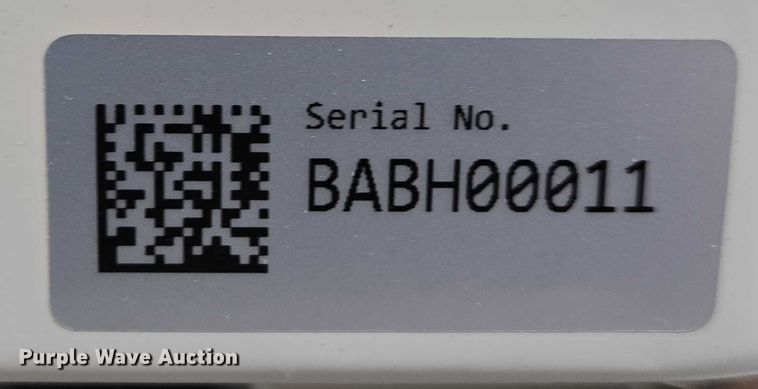 Serial No.
BABH00011
Purple Wave Auction